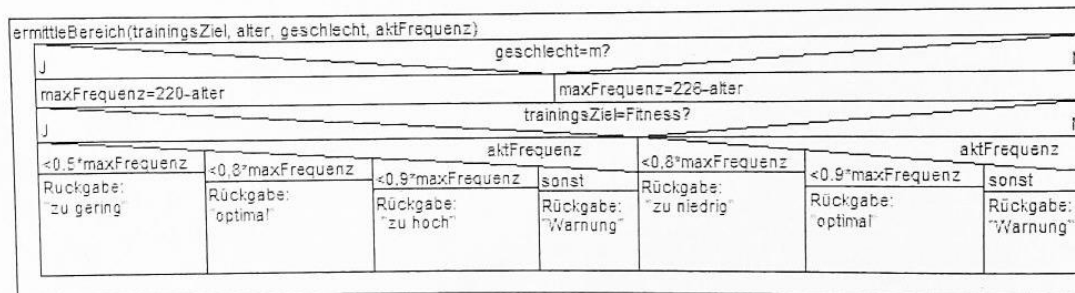 ermittleBereich(trainingsZiel, alter, geschlecht, aktFrequenz)
geschlecht=m?
J
maxFrequenz=220-alter
maxFrequenz=226-alter
trainingsZiel=Fitness?
J
aktFrequenz
aktFrequenz
<0.5*maxFrequenz
<0,8*maxFrequenz
<0,9*maxFrequenz
sonst
<0,8*maxFrequenz
<0.9*maxFrequenz
sonst
Rückgabe:
"zu gering"
Rückgabe:
"optimal"
Rückgabe:
"zu hoch"
Rückgabe:
"Warnung"
Rückgabe:
"zu niedrig"
Rückgabe:
"optimal"
Rückgabe:
"Warnung"